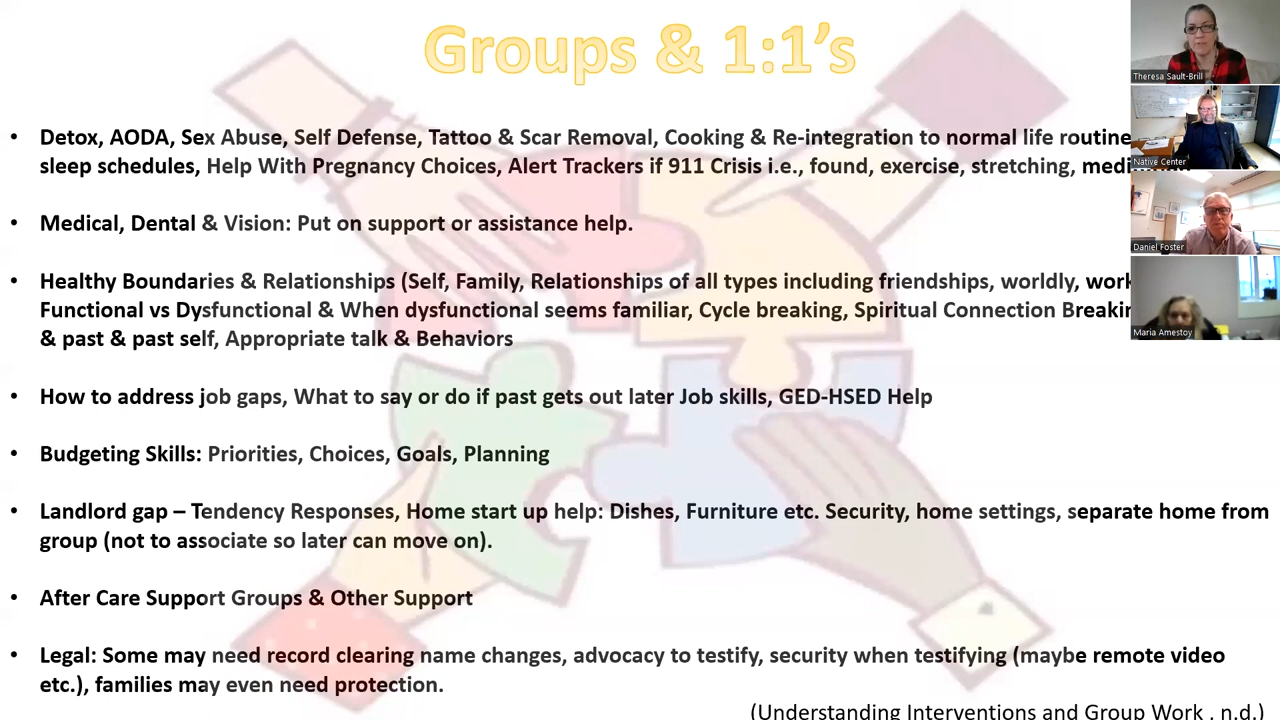 Groups & 1:1’s
• Detox, AODA, Sex Abuse, Self Defense, Tattoo & Scar Removal, Cooking & Re-integration to normal life routine
sleep schedules, Help With Pregnancy Choices, Alert Trackers if 911 Crisis i.e., found, exercise, stretching,
• Medical, Dental & Vision: Put on support or assistance help.
• Healthy Boundaries & Relationships (Self, Family, Relationships of all types including friendships, worldly,
Functional vs Dysfunctional & When dysfunctional seems familiar, Cycle breaking, Spiritual Connection
& past & past self, Appropriate talk & Behaviors
• How to address job gaps, What to say or do if past gets out later Job skills, GED-HSED Help
• Budgeting Skills: Priorities, Choices, Goals, Planning
• Landlord gap – Tendency Responses, Home start up help: Dishes, Furniture etc. Security, home settings, separate home from
group (not to associate so later can move on).
• After Care Support Groups & Other Support
• Legal: Some may need record clearing name changes, advocacy to testify, security when testifying (maybe remote video
etc.), families may even need protection.
(Understanding Interventions and Group Work , n.d.)
Theresa Sault-Brill
Native Center
Daniel Foster
Maria Amestoy